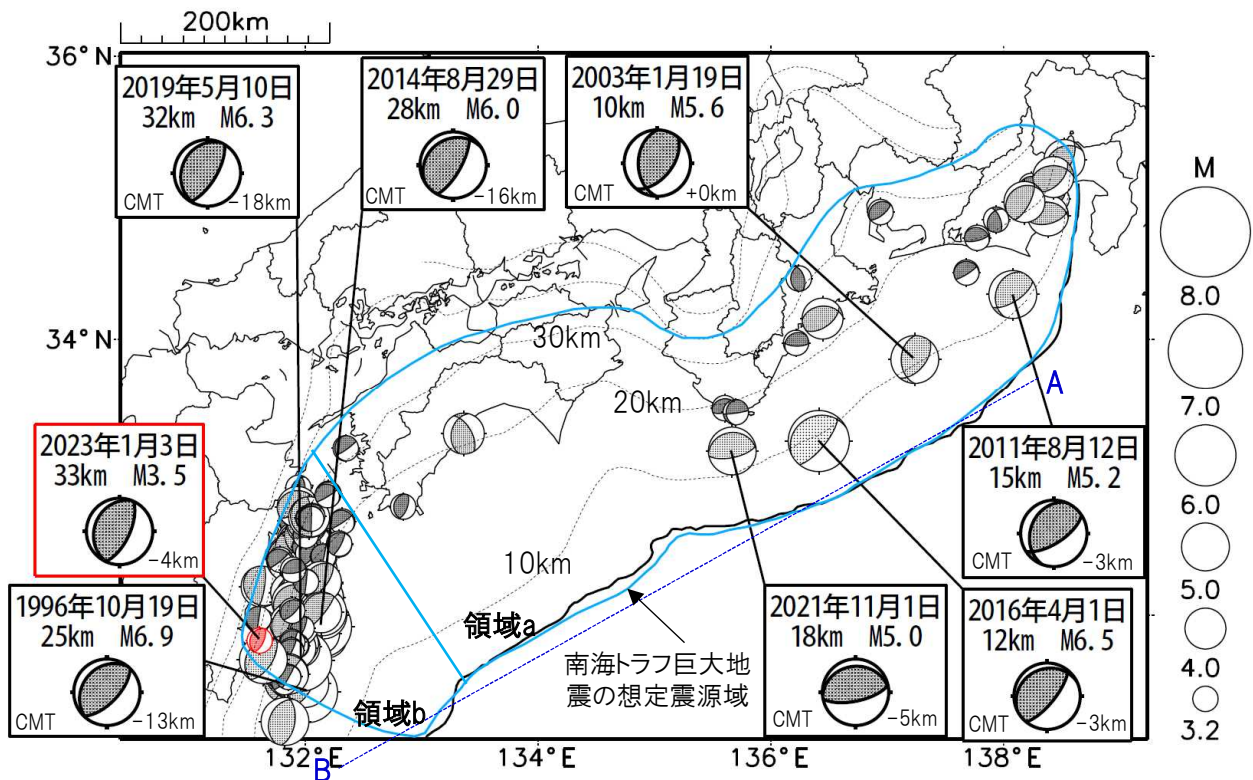 200km
36°N
2019年5月10日
32km M6.3
CMT
-18km
2014年8月29日
28km M6.0
CMT
-16km
2003年1月19日
10km M5.6
CMT
+0km
M
8.0
7.0
6.0
5.0
4.0
3.2
34°N
30km
20km
10km
A
2023年1月3日
33km M3.5
-4km
2011年8月12日
15km M5.2
CMT
-3km
1996年10月19日
25km M6.9
CMT
-13km
領域a
領域b
南海トラフ巨大地
震の想定震源域
2021年11月1日
18km M5.0
CMT
-5km
2016年4月1日
12km M6.5
CMT
-3km
132°E
134°E
136°E
138°E
B